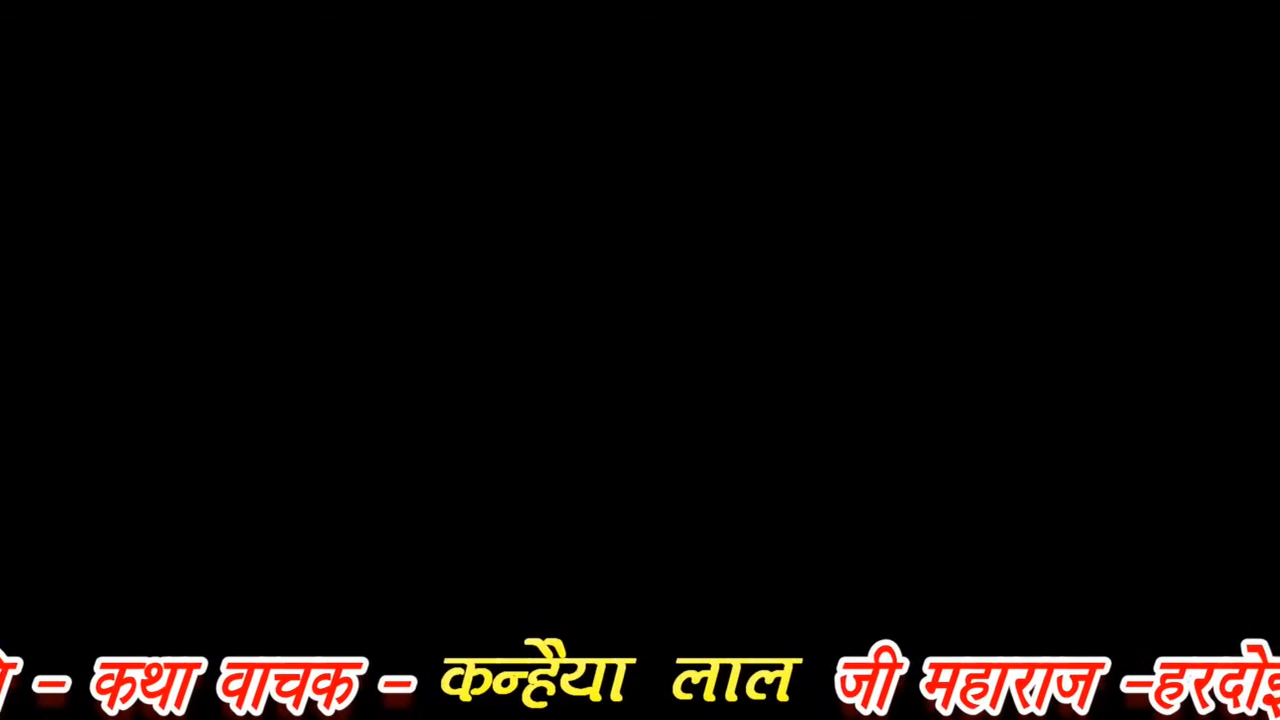 - कथा वाचक - कन्हैया लाल जी महाराज -हरदोइ